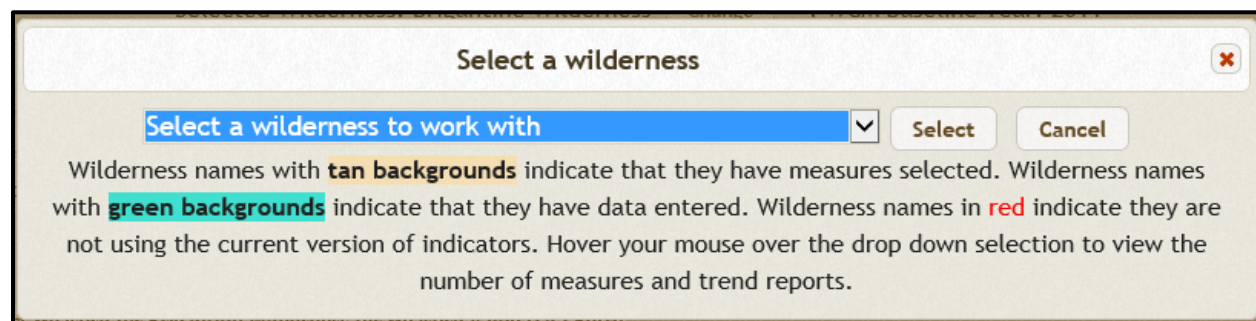 Select a wilderness
Select a wilderness to work with Select Cancel
Wilderness names with tan backgrounds indicate that they have measures selected. Wilderness names
with green backgrounds indicate that they have data entered. Wilderness names in red indicate they are
not using the current version of indicators. Hover your mouse over the drop down selection to view the
number of measures and trend reports.